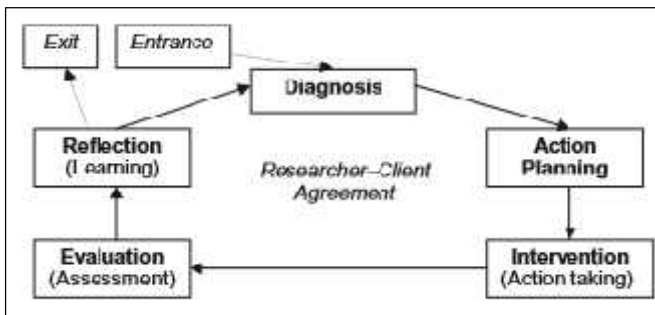 Exit
Entrance
Diagnosis
Reflection
(Learning)
Action
Planning
Researcher–Client
Agreement
Evaluation
(Assessment)
Intervention
(Action taking)